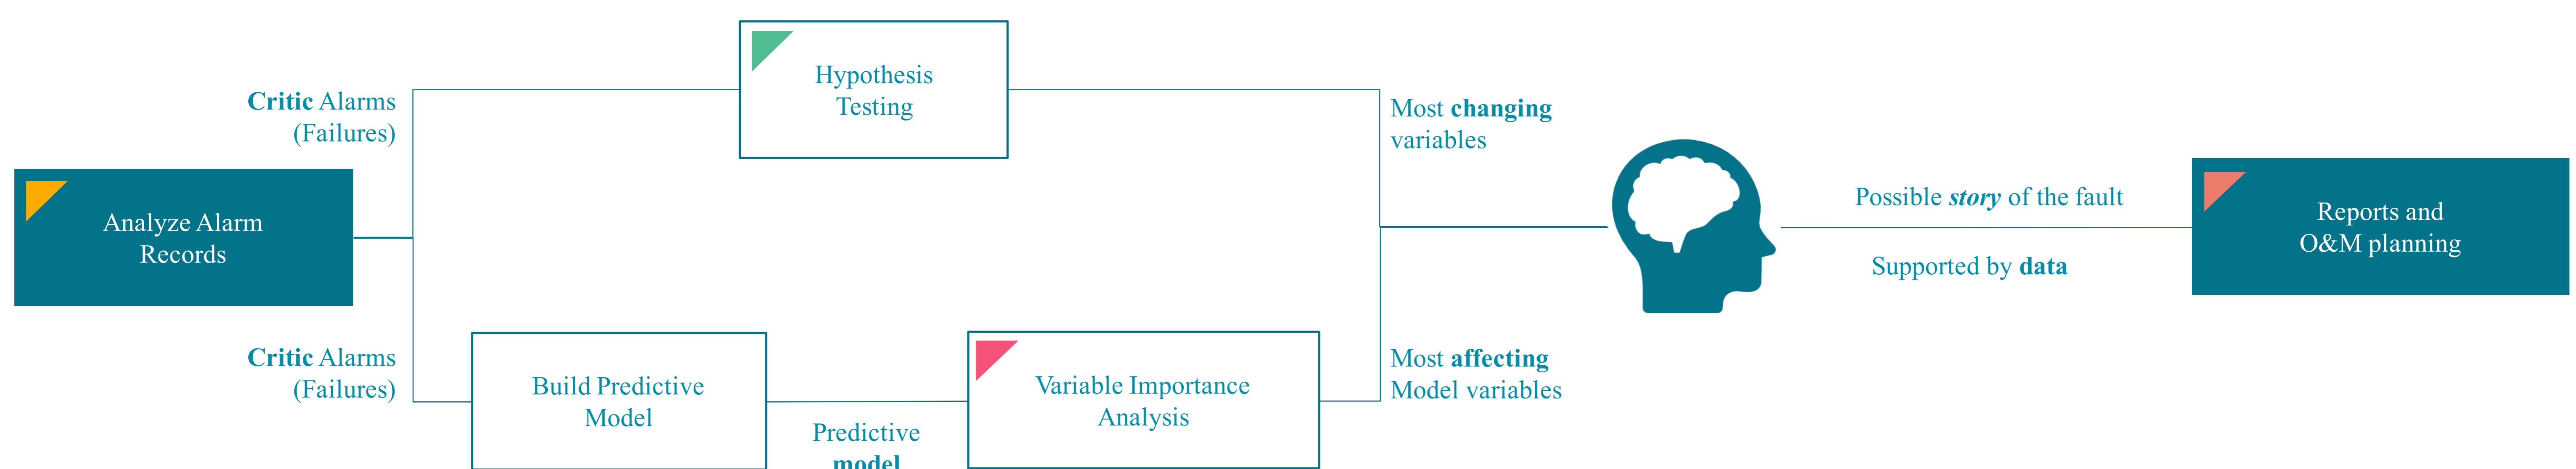 Analyze Alarm
Records
Critic Alarms
(Failures)
Critic Alarms
(Failures)
Hypothesis
Testing
Build Predictive
Model
Predictive
model
Variable Importance
Analysis
Most changing
variables
Most affecting
Model variables
Possible story of the fault
Supported by data
Reports and
O&M planning